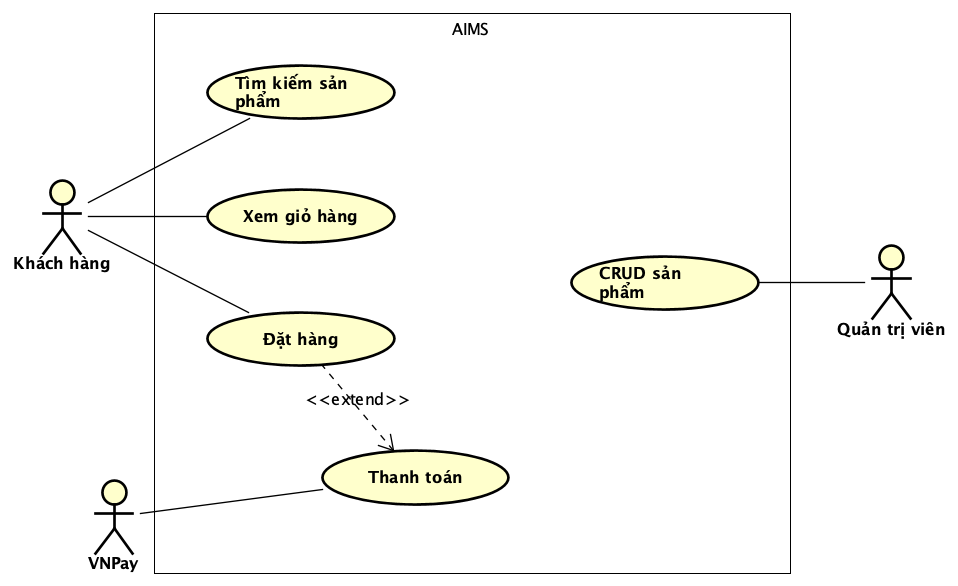 AIMS
Tìm kiếm sản
phẩm
Xem giỏ hàng
Khách hàng
CRUD sản
phẩm
Quản trị viên
Đặt hàng
<<extend>>
Thanh toán
VNPay